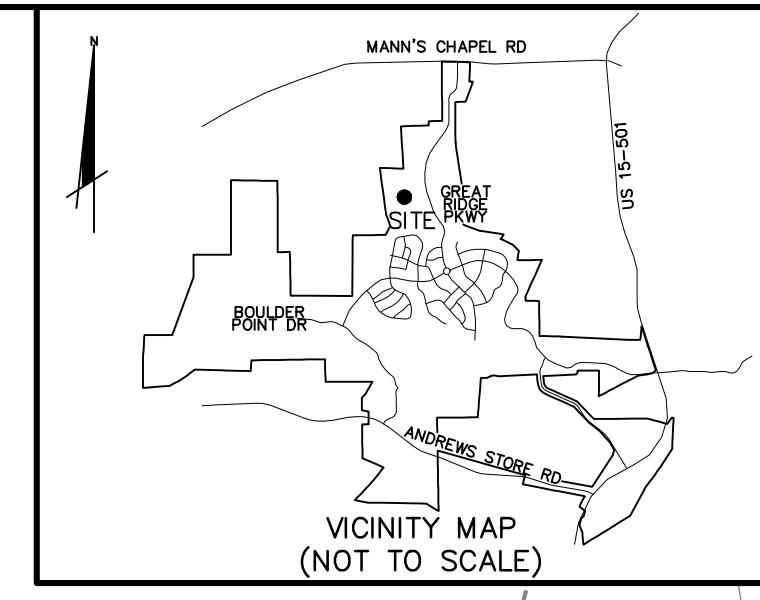 N
MANN'S CHAPEL RD
US 15-501
GREAT
RIDGE
PKWY
SITE
BOULDER
POINT DR
ANDREWS STORE RD
VICINITY MAP
(NOT TO SCALE)